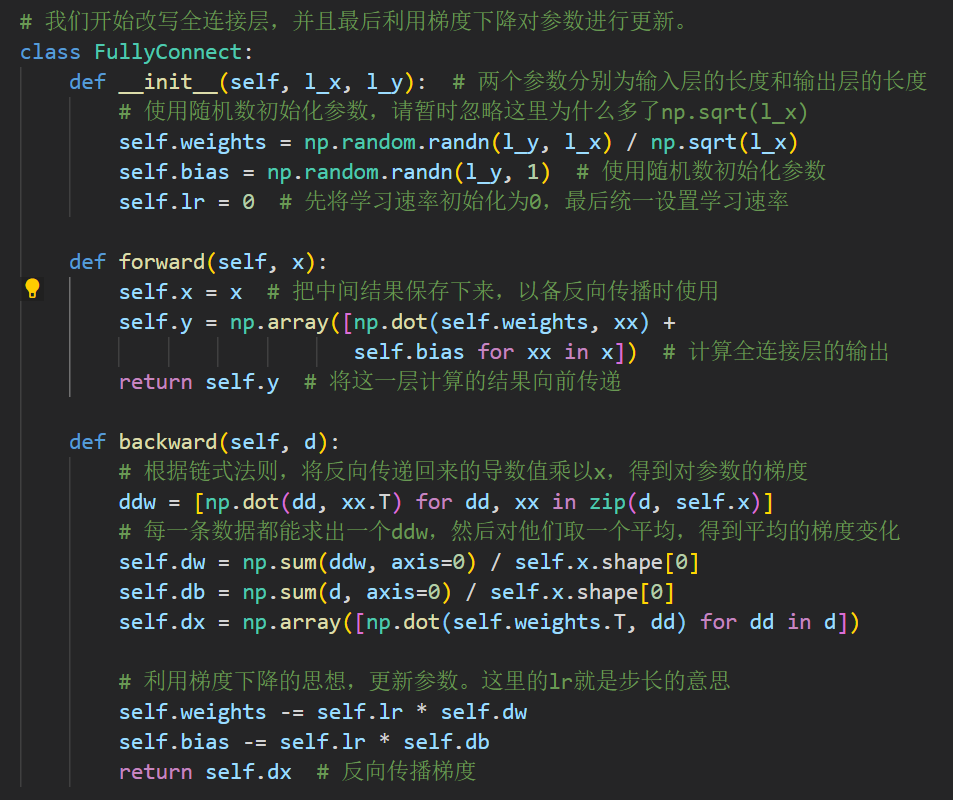 # 我们开始改写全连接层，并且最后利用梯度下降对参数进行更新。
class FullyConnect:
    def __init__(self, l_x, l_y):  # 两个参数分别为输入层的长度和输出层的长度
        # 使用随机数初始化参数，请暂时忽略这里为什么多了np.sqrt(l_x)
        self.weights = np.random.randn(l_y, l_x) / np.sqrt(l_x)
        self.bias = np.random.randn(l_y, 1)  # 使用随机数初始化参数
        self.lr = 0  # 先将学习速率初始化为0，最后统一设置学习速率

    def forward(self, x):
        self.x = x  # 把中间结果保存下来，以备反向传播时使用
        self.y = np.array([np.dot(self.weights, xx) +
                           self.bias for xx in x])  # 计算全连接层的输出
        return self.y  # 将这一层计算的结果向前传递

    def backward(self, d):
        # 根据链式法则，将反向传递回来的导数值乘以x，得到对参数的梯度
        ddw = [np.dot(dd, xx.T) for dd, xx in zip(d, self.x)]
        # 每一条数据都能求出一个ddw，然后对他们取一个平均，得到平均的梯度变化
        self.dw = np.sum(ddw, axis=0) / self.x.shape[0]
        self.db = np.sum(d, axis=0) / self.x.shape[0]
        self.dx = np.array([np.dot(self.weights.T, dd) for dd in d])

        # 利用梯度下降的思想，更新参数。这里的lr就是步长的意思
        self.weights -= self.lr * self.dw
        self.bias -= self.lr * self.db
        return self.dx  # 反向传播梯度